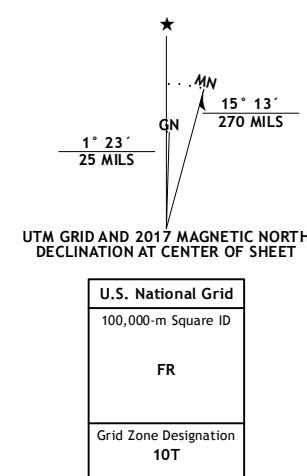 ★
MN
15° 13´
270 MILS
GN
1° 23´
25 MILS
UTM GRID AND 2017 MAGNETIC NORTH
DECLINATION AT CENTER OF SHEET
U.S. National Grid
100,000-m Square ID
FR
Grid Zone Designation
10T